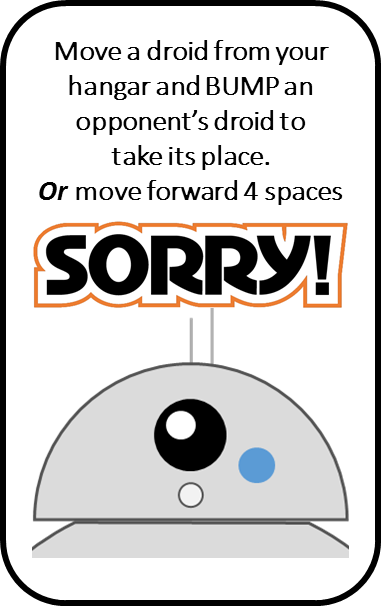 Move a droid from your
hangar and BUMP an
opponent’s droid to
take its place.
Or move forward 4 spaces
SORRY!